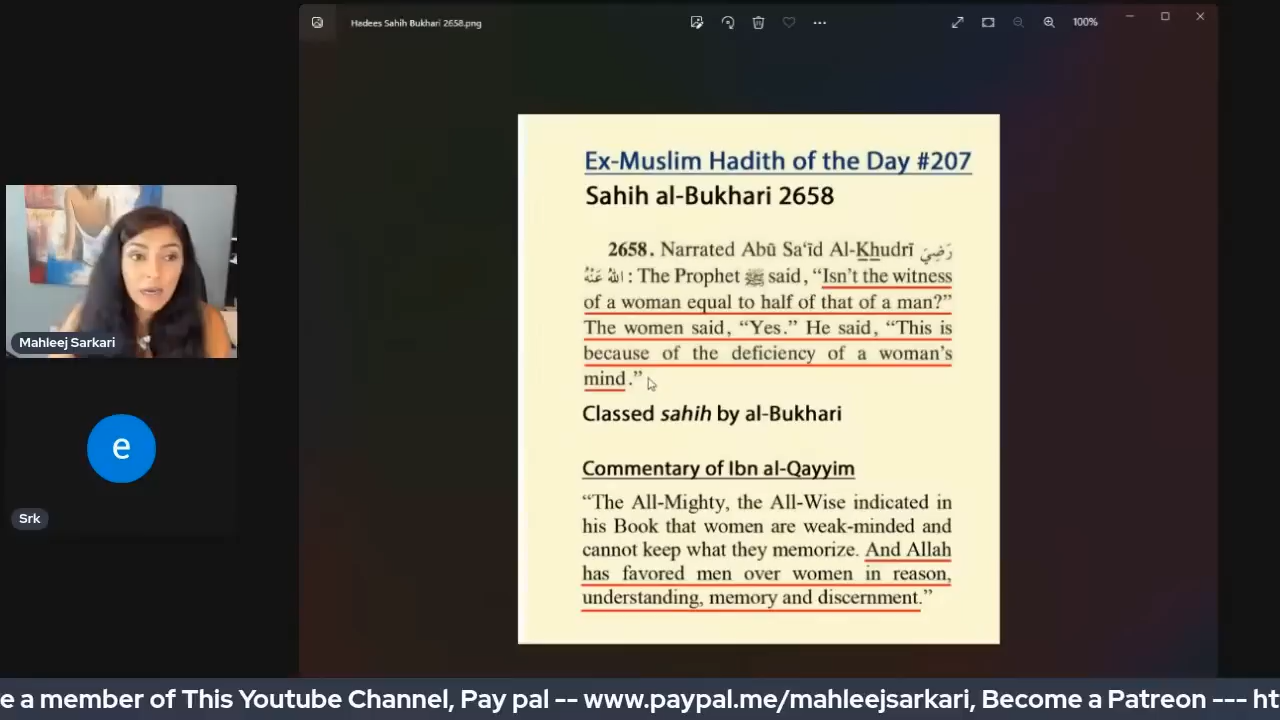 Hadees Sahih Bukhari 2658.png
100%
Ex-Muslim Hadith of the Day #207
Sahih al-Bukhari 2658
2658. Narrated Abū Sa‘īd Al-Khudrī رَضِيَ
اللهُ عَنْهُ: The Prophet ﷺ said, “Isn’t the witness
of a woman equal to half of that of a man?”
The women said, “Yes.” He said, “This is
because of the deficiency of a woman’s
mind.”
Classed sahih by al-Bukhari
Commentary of Ibn al-Qayyim
“The All-Mighty, the All-Wise indicated in
his Book that women are weak-minded and
cannot keep what they memorize. And Allah
has favored men over women in reason,
understanding, memory and discernment.”
Mahleej Sarkari
e
Srk
e a member of This Youtube Channel, Pay pal -- www.paypal.me/mahleejsarkari, Become a Patreon --- ht